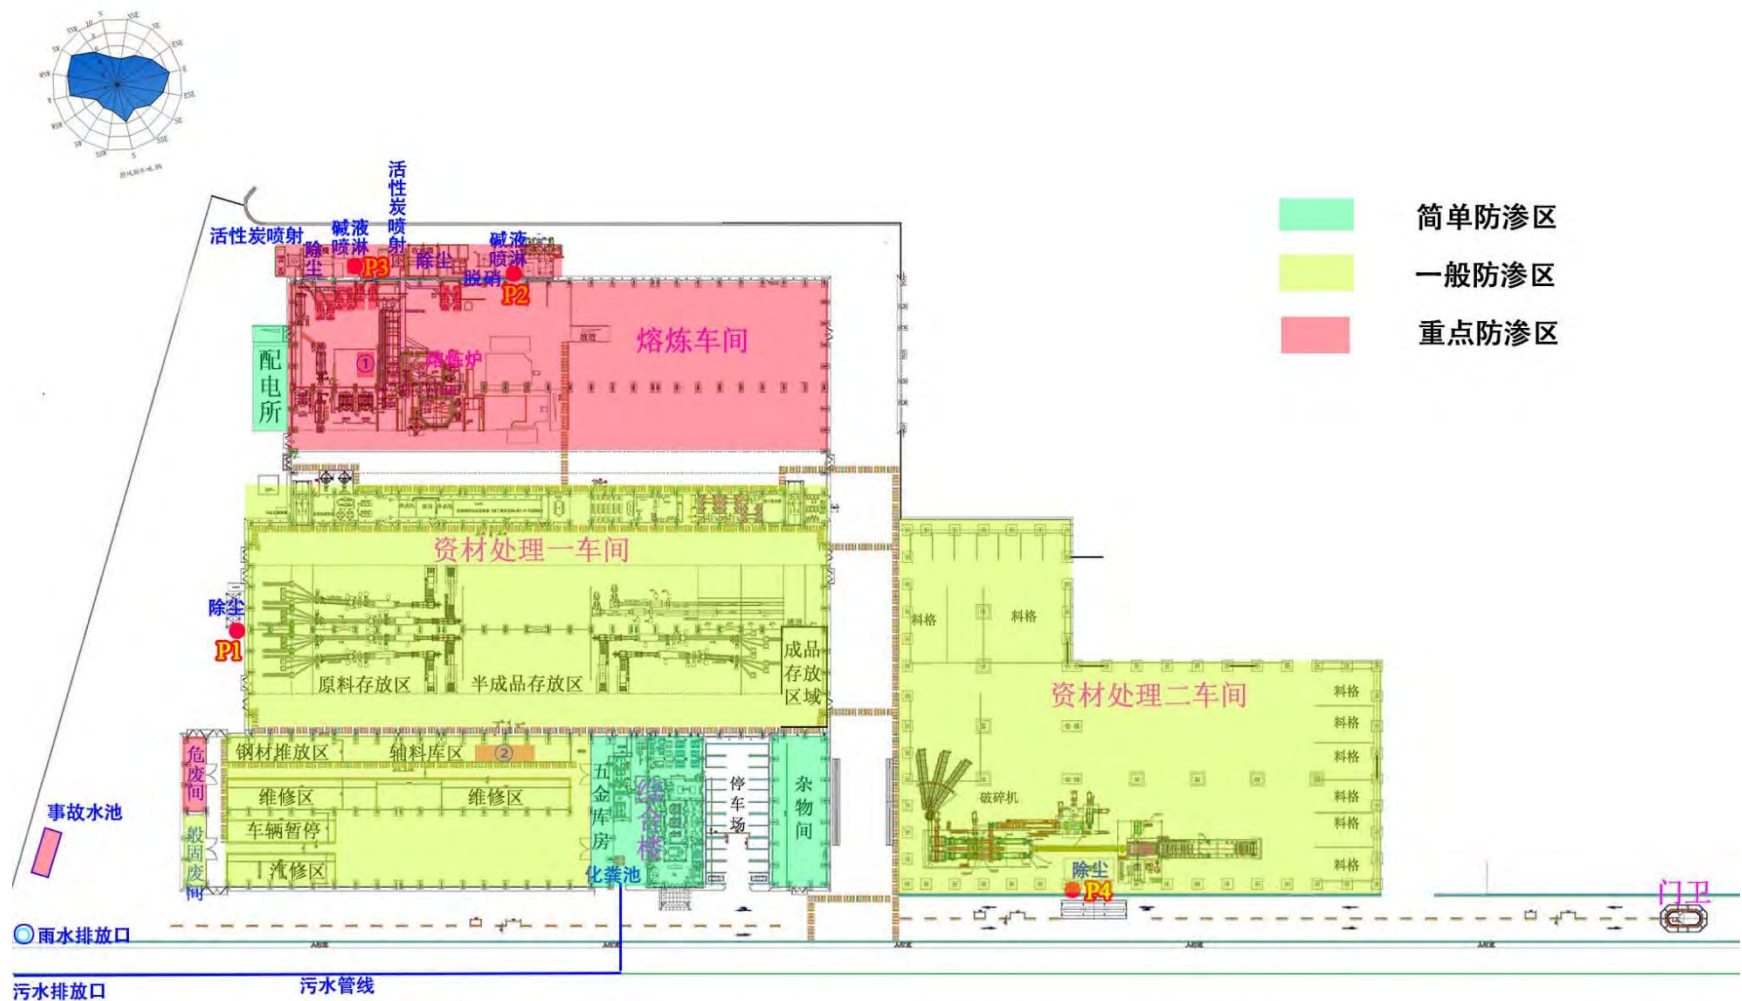 活性炭喷射
活性炭喷射
碱液
喷淋
除尘
P3
除尘
碱液
喷淋
脱硝
P2
简单防渗区
一般防渗区
重点防渗区
配电所
①
熔炼炉
熔炼车间
资材处理一车间
除尘
P1
原料存放区
半成品存放区
成品
存放
区域
料格
料格
资材处理二车间
料格
料格
料格
料格
料格
料格
破碎机
除尘
P4
危废间
钢材堆放区
辅料库区
②
维修区
维修区
车辆暂停
汽修区
一般固废间
五金库房
综合楼
化粪池
停车场
杂物间
事故水池
门卫
雨水排放口
污水排放口
污水管线